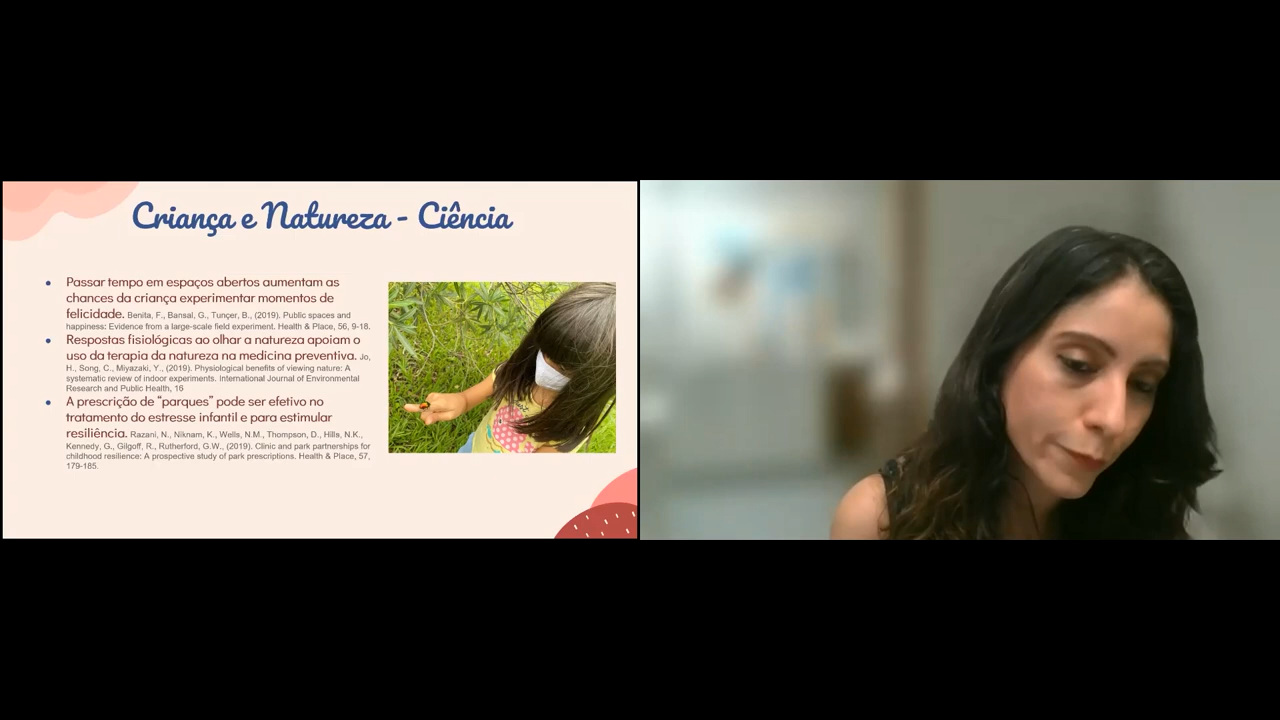 Criança e Natureza - Ciência
Passar tempo em espaços abertos aumentam as
chances da criança experimentar momentos de
felicidade. Benita, F., Bansal, G., Tunçer, B., (2019). Public spaces and
happiness: Evidence from a large-scale field experiment. Health & Place, 56, 9-18.
Respostas fisiológicas ao olhar a natureza apoiam o
uso da terapia da natureza na medicina preventiva. Jo,
H., Song, C., Miyazaki, Y., (2019). Physiological benefits of viewing nature: A
systematic review of indoor experiments. International Journal of Environmental
Research and Public Health, 16
A prescrição de “parques” pode ser efetivo no
tratamento do estresse infantil e para estimular
resiliência. Razani, N., Niknam, K., Wells, N.M., Thompson, D., Hills, N.K.,
Kennedy, G., Gilgoff, R., Rutherford, G.W., (2019). Clinic and park partnerships for
childhood resilience: A prospective study of park prescriptions. Health & Place, 57,
179-185.